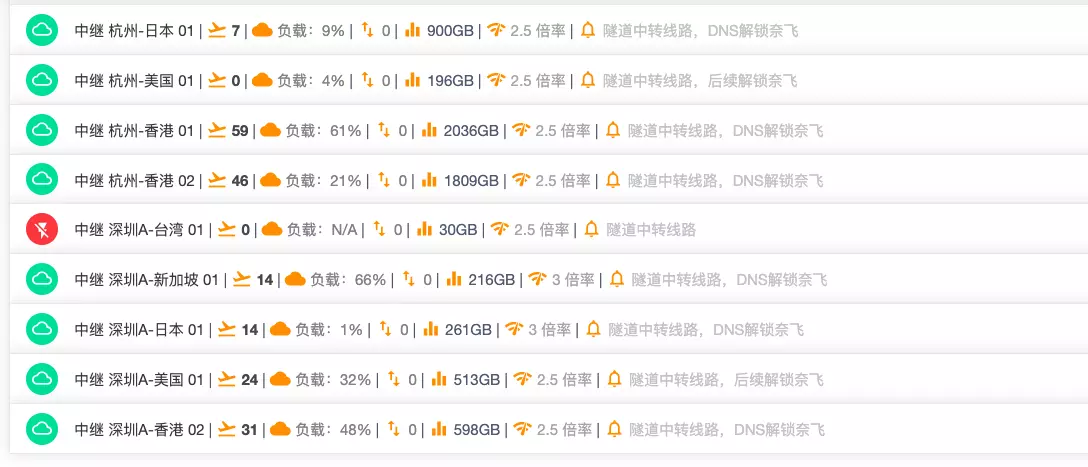 中继 杭州-日本 01 | 7 | 负载：9% | 0 | 900GB | 2.5 倍率 | 隧道中转线路，DNS解锁奈飞
中继 杭州-美国 01 | 0 | 负载：4% | 0 | 196GB | 2.5 倍率 | 隧道中转线路，后续解锁奈飞
中继 杭州-香港 01 | 59 | 负载：61% | 0 | 2036GB | 2.5 倍率 | 隧道中转线路，DNS解锁奈飞
中继 杭州-香港 02 | 46 | 负载：21% | 0 | 1809GB | 2.5 倍率 | 隧道中转线路，DNS解锁奈飞
中继 深圳A-台湾 01 | 0 | 负载：N/A | 0 | 30GB | 2.5 倍率 | 隧道中转线路
中继 深圳A-新加坡 01 | 14 | 负载：66% | 0 | 216GB | 3 倍率 | 隧道中转线路，DNS解锁奈飞
中继 深圳A-日本 01 | 14 | 负载：1% | 0 | 261GB | 3 倍率 | 隧道中转线路，DNS解锁奈飞
中继 深圳A-美国 01 | 24 | 负载：32% | 0 | 513GB | 2.5 倍率 | 隧道中转线路，后续解锁奈飞
中继 深圳A-香港 02 | 31 | 负载：48% | 0 | 598GB | 2.5 倍率 | 隧道中转线路，DNS解锁奈飞